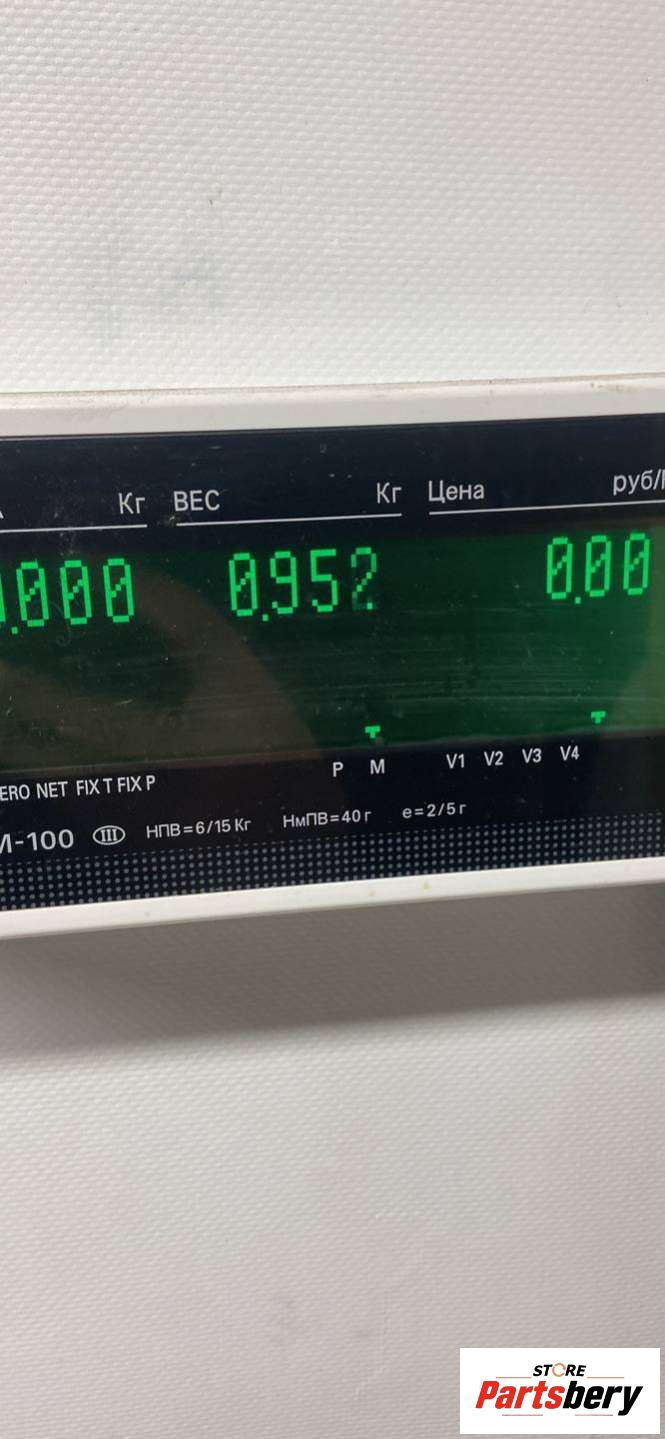 Кг ВЕС Кг Цена руб/
.000 0.952 0.00
P M V1 V2 V3 V4
NET FIX T FIX P
-100 III НПВ=6/15 Кг НмПВ=40 г e=2/5 г
STORE
Partsbery